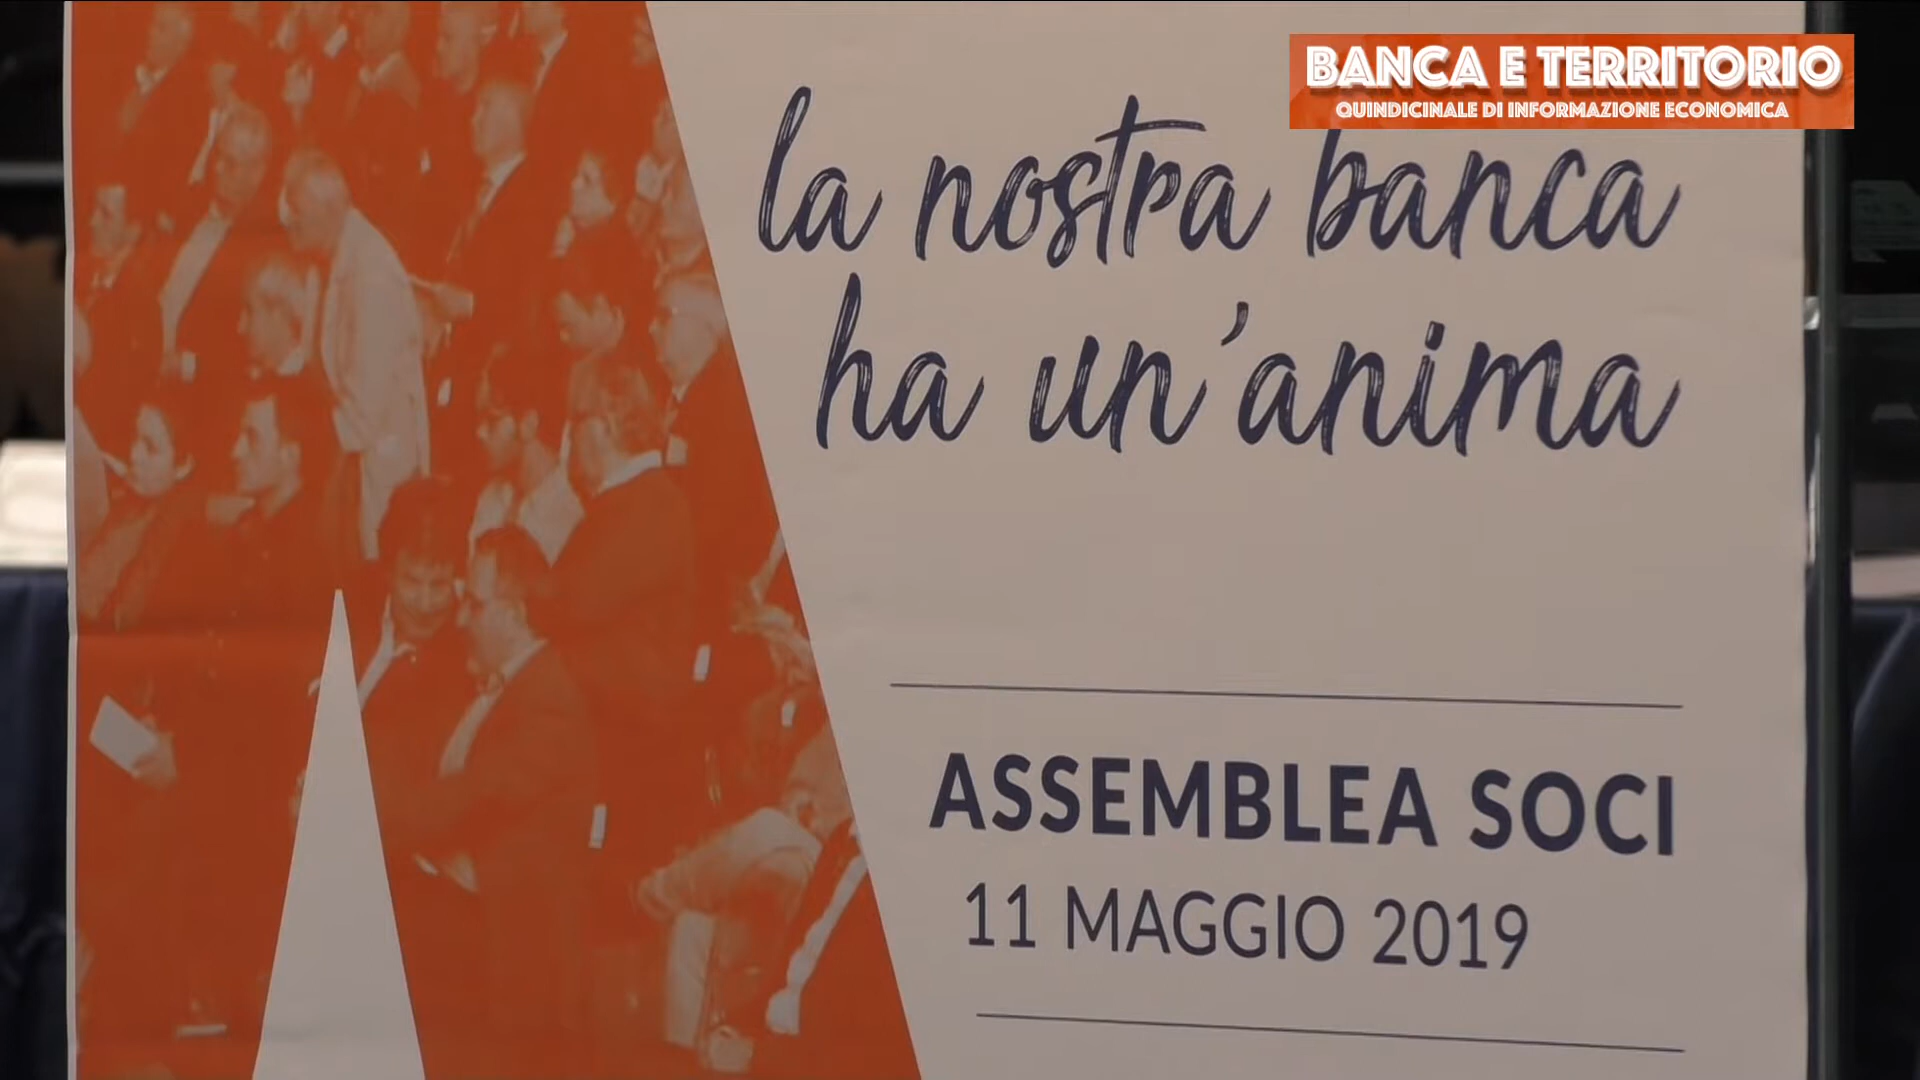 BANCA E TERRITORIO
QUINDICINALE DI INFORMAZIONE ECONOMICA
la nostra banca
ha un'anima
ASSEMBLEA SOCI
11 MAGGIO 2019